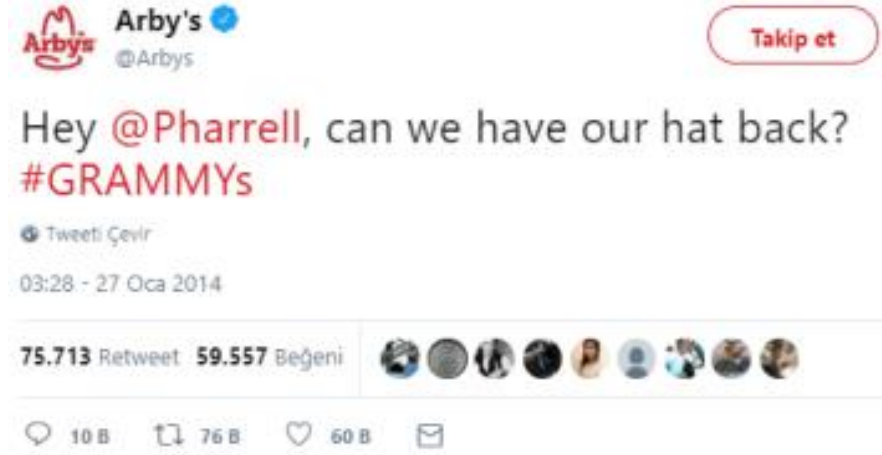 Arby's
Arby's
@Arbys
Takip et
Hey @Pharrell, can we have our hat back?
#GRAMMYs
Tweeti Çevir
03:28 - 27 Oca 2014
75.713 Retweet 59.557 Beğeni
10 B 76 B 60 B